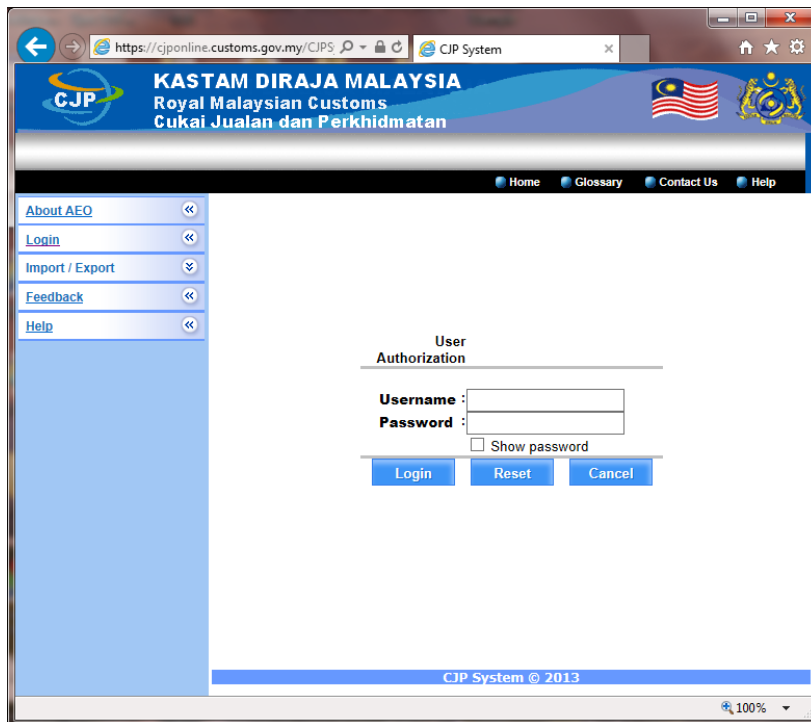 https://cjponline.customs.gov.my/CJPS
CJP System
CJP
KASTAM DIRAJA MALAYSIA
Royal Malaysian Customs
Cukai Jualan dan Perkhidmatan
Home Glossary Contact Us Help
About AEO
Login
Import / Export
Feedback
Help
User
Authorization
Username :
Password :
Show password
Login Reset Cancel
CJP System © 2013
100%